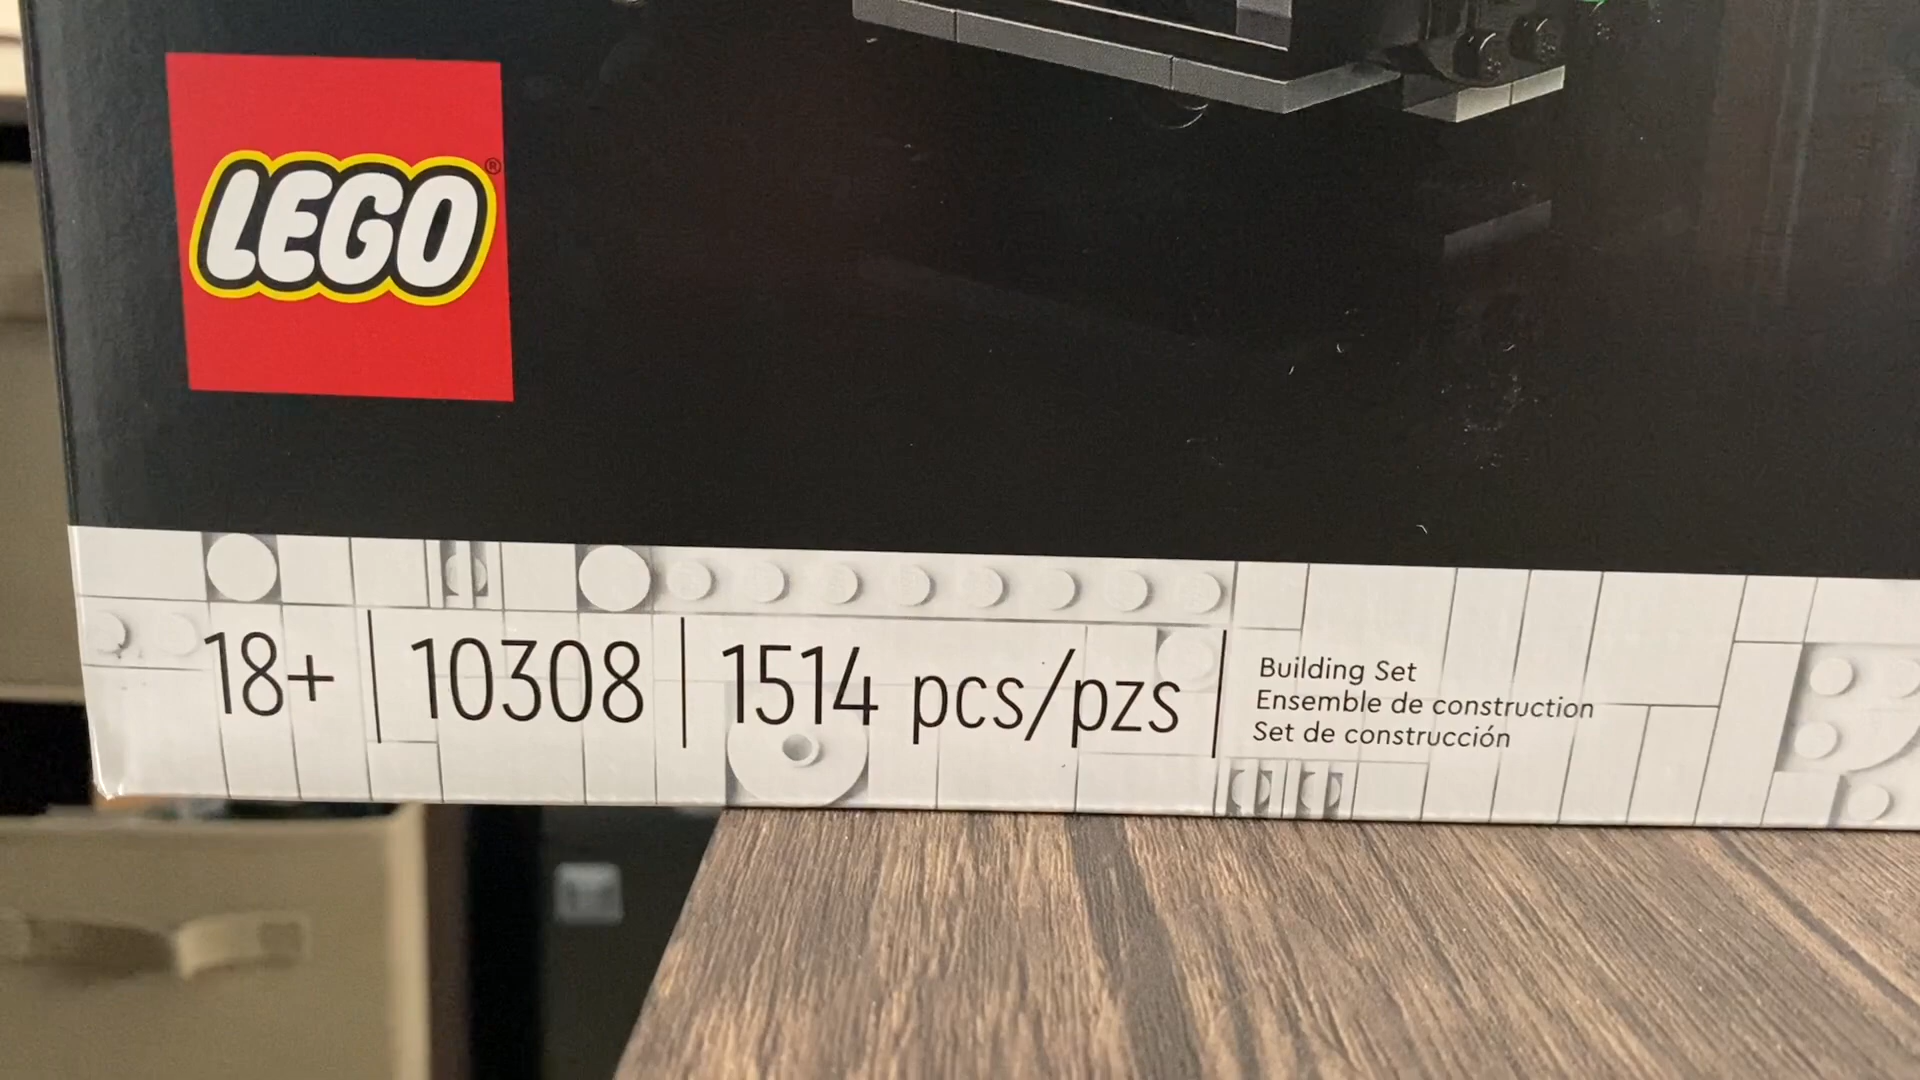 LEGO®
18+ | 10308 | 1514 pcs/pzs
Building Set
Ensemble de construction
Set de construcción